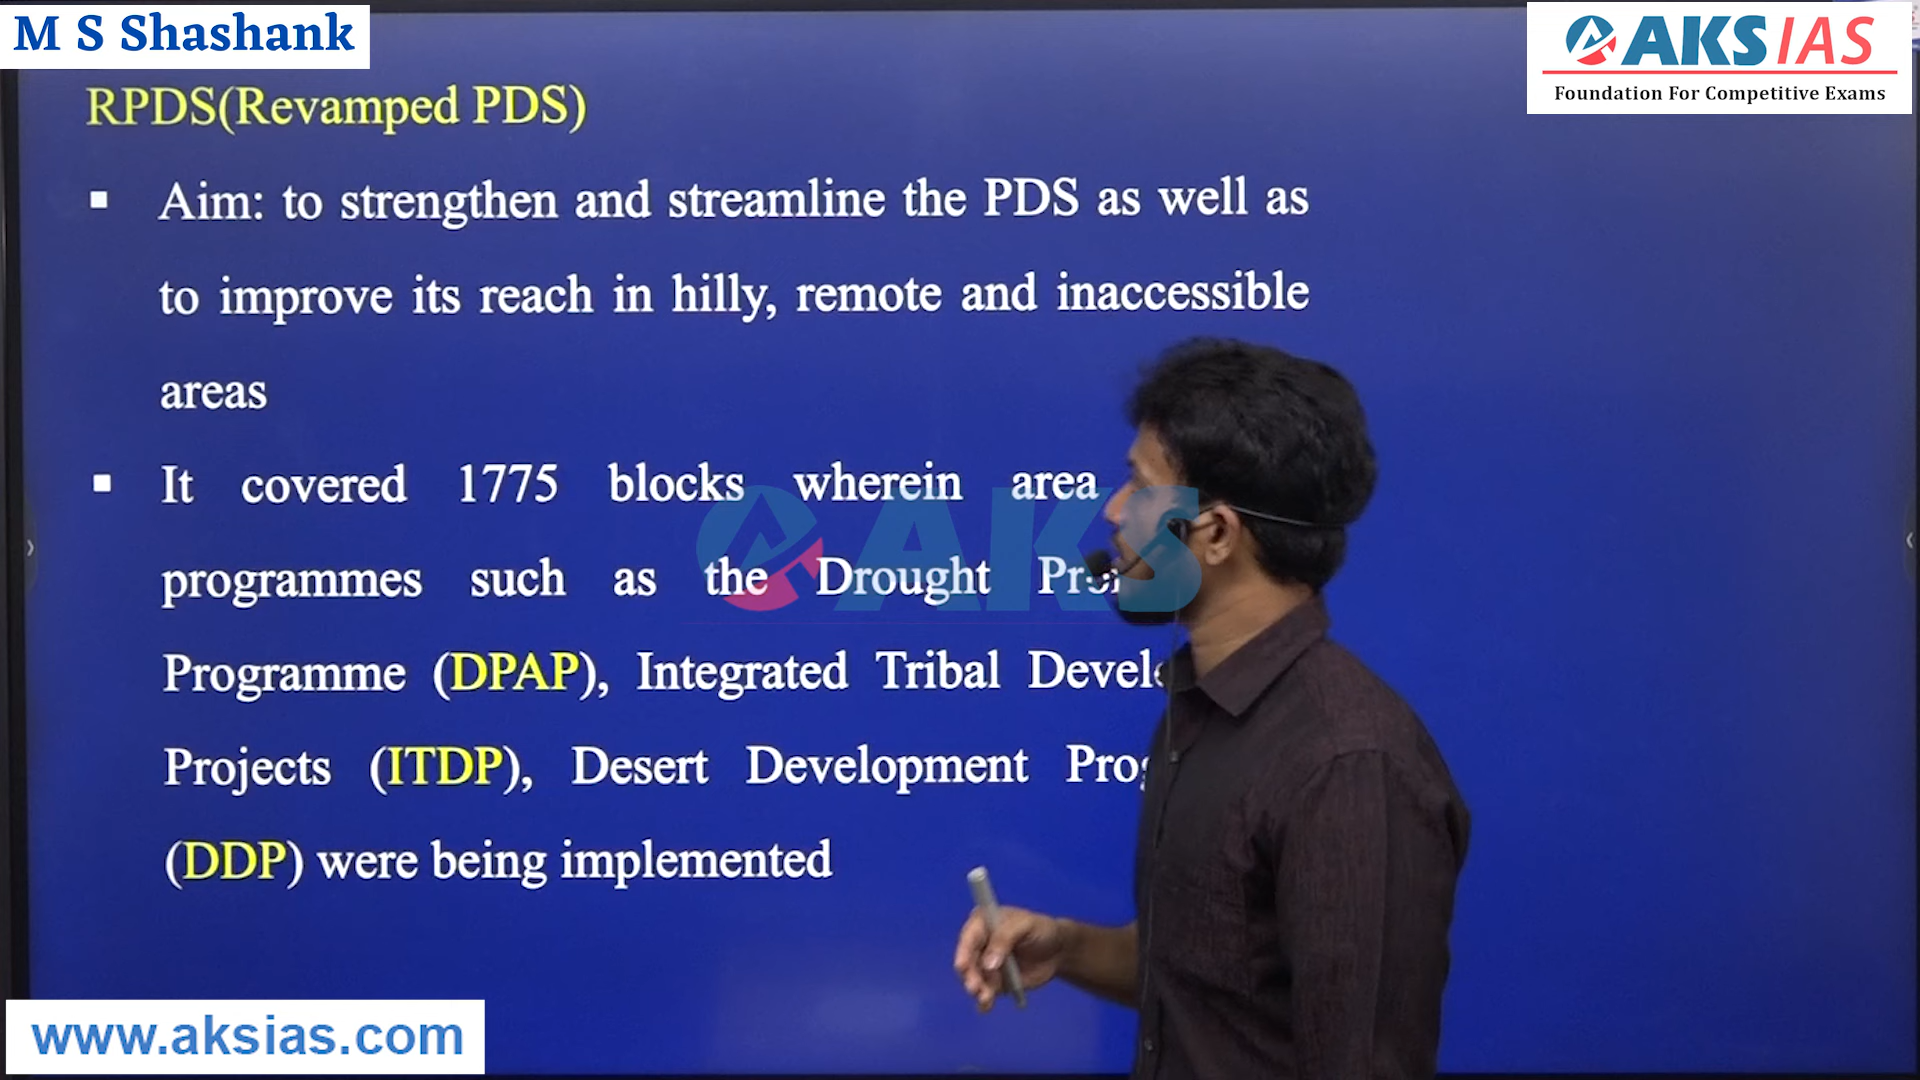 M S Shashank
AKS IAS
Foundation For Competitive Exams
RPDS(Revamped PDS)
▪ Aim: to strengthen and streamline the PDS as well as
to improve its reach in hilly, remote and inaccessible
areas
▪ It covered 1775 blocks wherein area
programmes such as the Drought
Programme (DPAP), Integrated Tribal
Projects (ITDP), Desert Development
(DDP) were being implemented
AKS
www.aksias.com